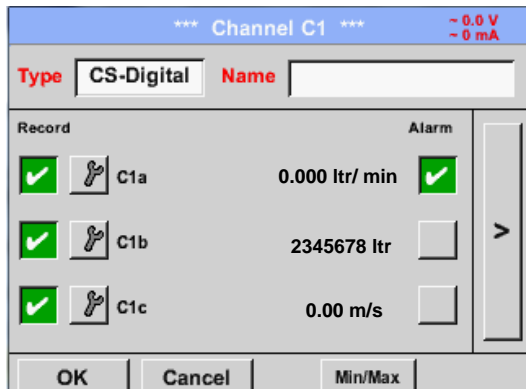 *** Channel C1 ***
~ 0.0 V
~ 0 mA
Type CS-Digital Name
Record Alarm
C1a 0.000 ltr/ min
C1b 2345678 ltr
C1c 0.00 m/s
>
OK Cancel Min/Max